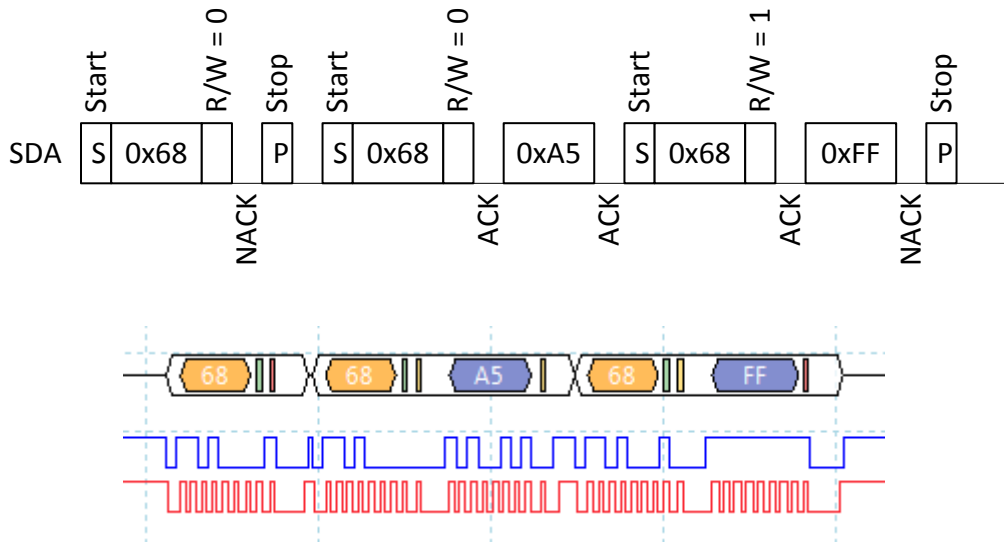 Start R/W = 0 Stop Start R/W = 0 Start R/W = 1 Stop
SDA S 0x68 P S 0x68 0xA5 S 0x68 0xFF P
NACK ACK ACK ACK NACK
68 68 A5 68 FF